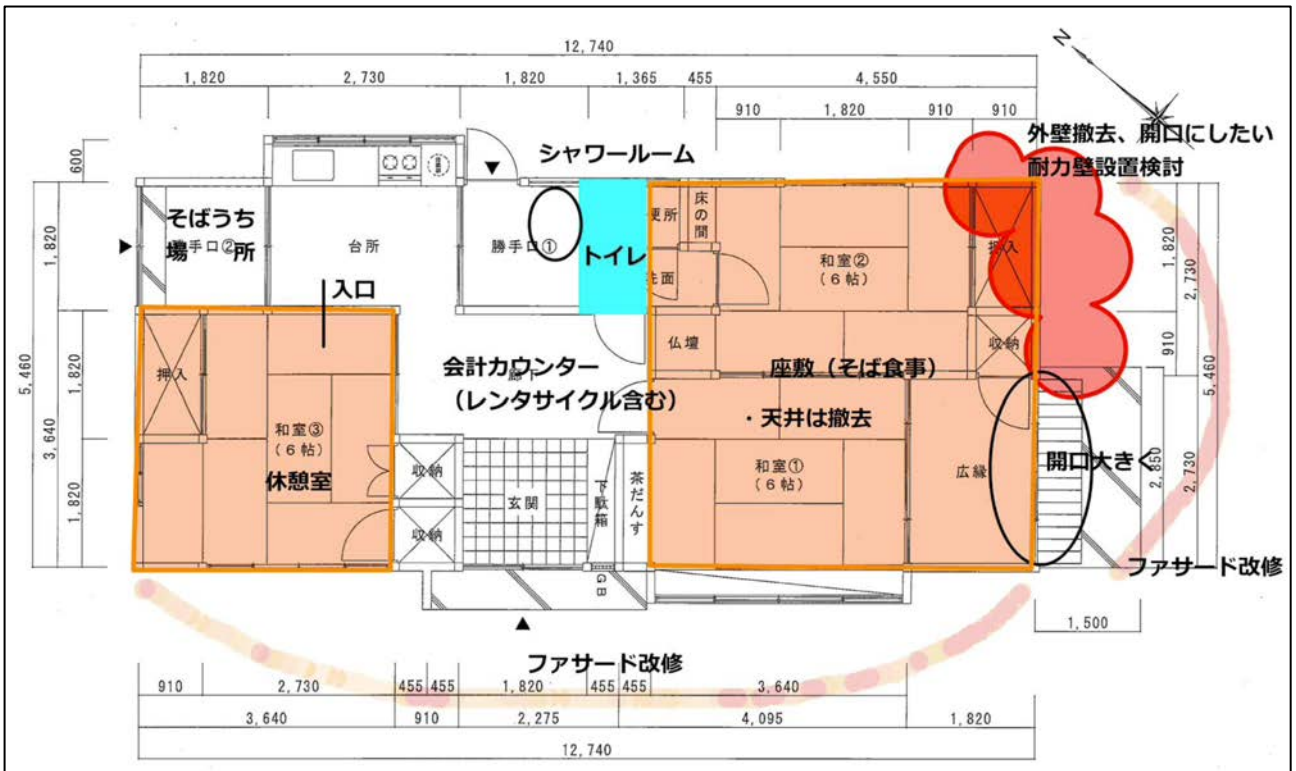 12,740
1,820
2,730
1,820
1,365
455
4,550
910
1,820
910
910
N
外壁撤去、開口にしたい
耐力壁設置検討
シャワールーム
600
そばうち
場 所
手口②
台所
勝手口①
トイレ
便所
洗面
床の間
和室②
(6帖)
押入
入口
1,820
5,460
1,820
3,640
1,820
1,820
2,730
910
5,460
2,850
2,730
押入
和室③
(6帖)
休憩室
会計カウンター
(レンタサイクル含む)
仏壇
座敷(そば食事)
・天井は撤去
収納
和室①
(6帖)
広縁
開口大きく
収納
収納
玄関
下駄箱
茶だんす
GB
ファサード改修
1,500
ファサード改修
910
2,730
455
455
1,820
455
455
3,640
3,640
910
2,275
4,095
1,820
12,740